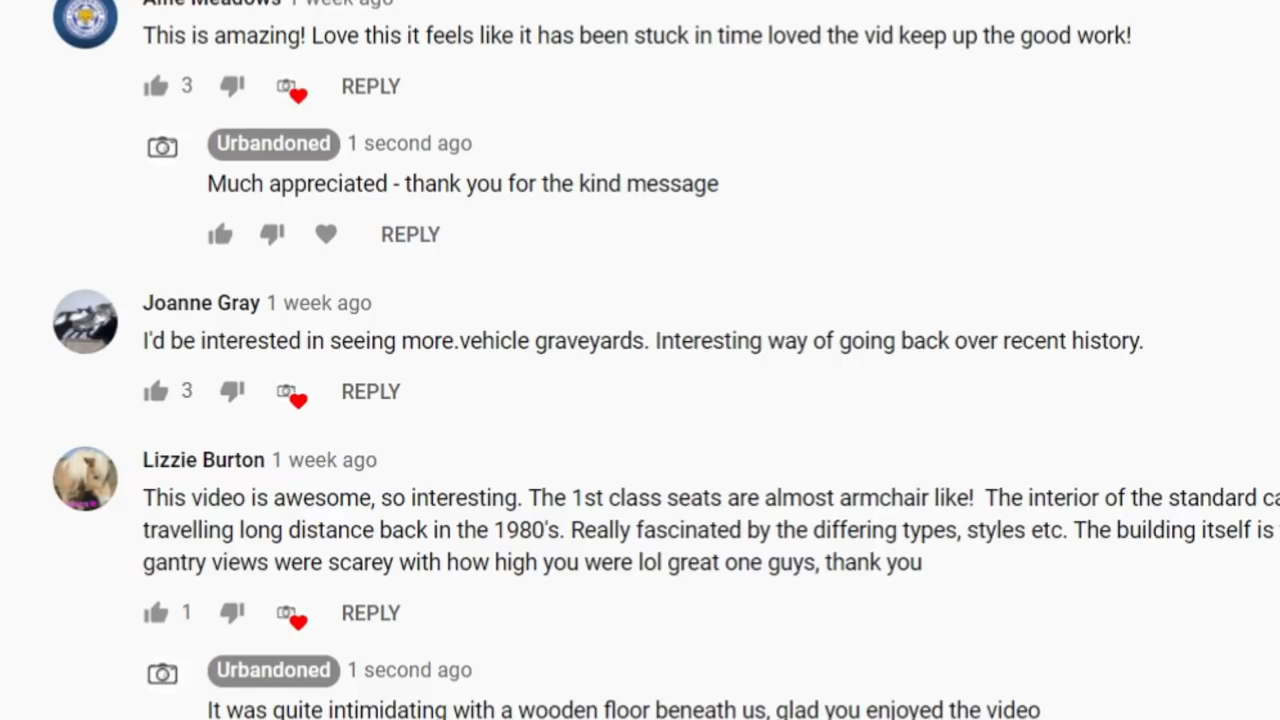 Meadows 1 week ago
This is amazing! Love this it feels like it has been stuck in time loved the vid keep up the good work!
3 REPLY
Urbandoned 1 second ago
Much appreciated - thank you for the kind message
REPLY
Joanne Gray 1 week ago
I'd be interested in seeing more.vehicle graveyards. Interesting way of going back over recent history.
3 REPLY
Lizzie Burton 1 week ago
This video is awesome, so interesting. The 1st class seats are almost armchair like! The interior of the standard
travelling long distance back in the 1980's. Really fascinated by the differing types, styles etc. The building itself is
gantry views were scarey with how high you were lol great one guys, thank you
1 REPLY
Urbandoned 1 second ago
It was quite intimidating with a wooden floor beneath us, glad you enjoyed the video